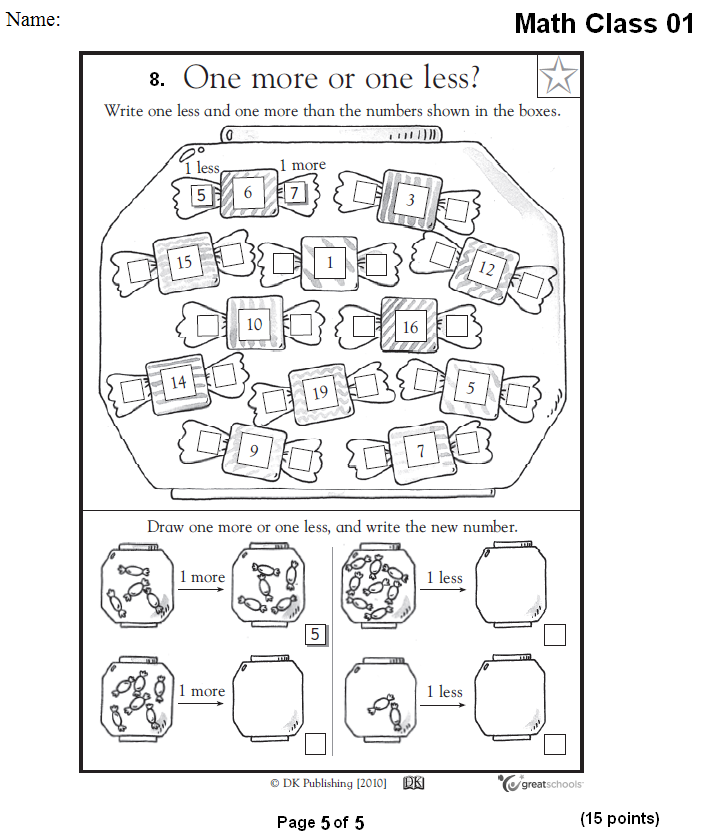 Name:
Math Class 01
8. One more or one less?
Write one less and one more than the numbers shown in the boxes.
1 less 1 more
5 6 7
3
15 1 12
10 16
14 19 5
9 7
Draw one more or one less, and write the new number.
1 more 1 less
5
1 more 1 less
© DK Publishing [2010] DK greatschools
Page 5 of 5 (15 points)